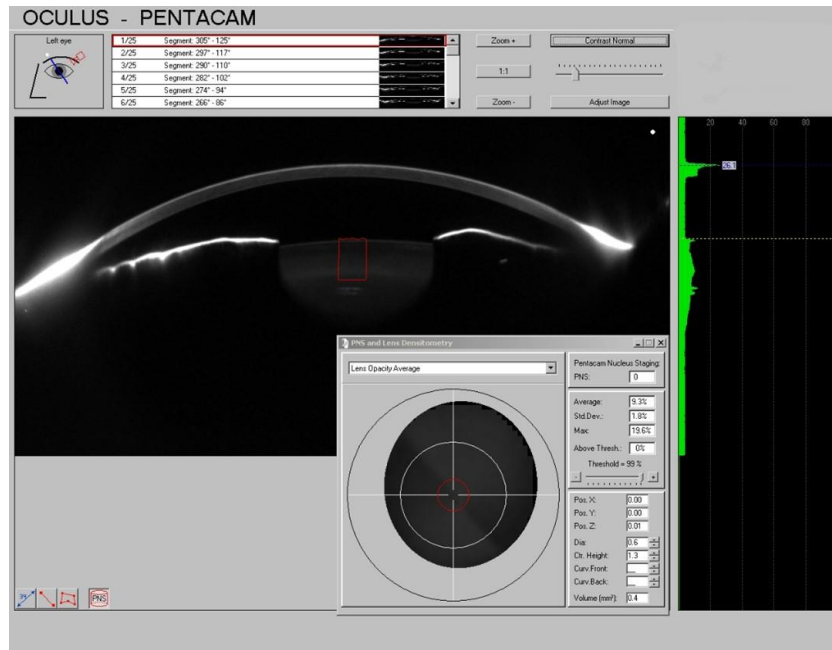 OCULUS - PENTACAM
Left eye
1/25 Segment: 305° - 125°
2/25 Segment: 297° - 117°
3/25 Segment: 290° - 110°
4/25 Segment: 282° - 102°
5/25 Segment: 274° - 94°
6/25 Segment: 266° - 86°
Zoom +
1:1
Zoom -
Contrast Normal
Adjust Image
20 40 60 80
26.1
PNS and Lens Densitometry
Lens Opacity Average
Pentacam Nucleus Staging:
PNS: 0
Average: 9.3%
Std.Dev.: 1.8%
Max: 19.6%
Above Thresh.: 0%
Threshold = 99 %
- +
Pos. X: 0.00
Pos. Y: 0.00
Pos. Z: 0.01
Dia: 0.6
Ctr. Height: 1.3
Curv.Front:
Curv.Back:
Volume (mm³): 0.4
PNS